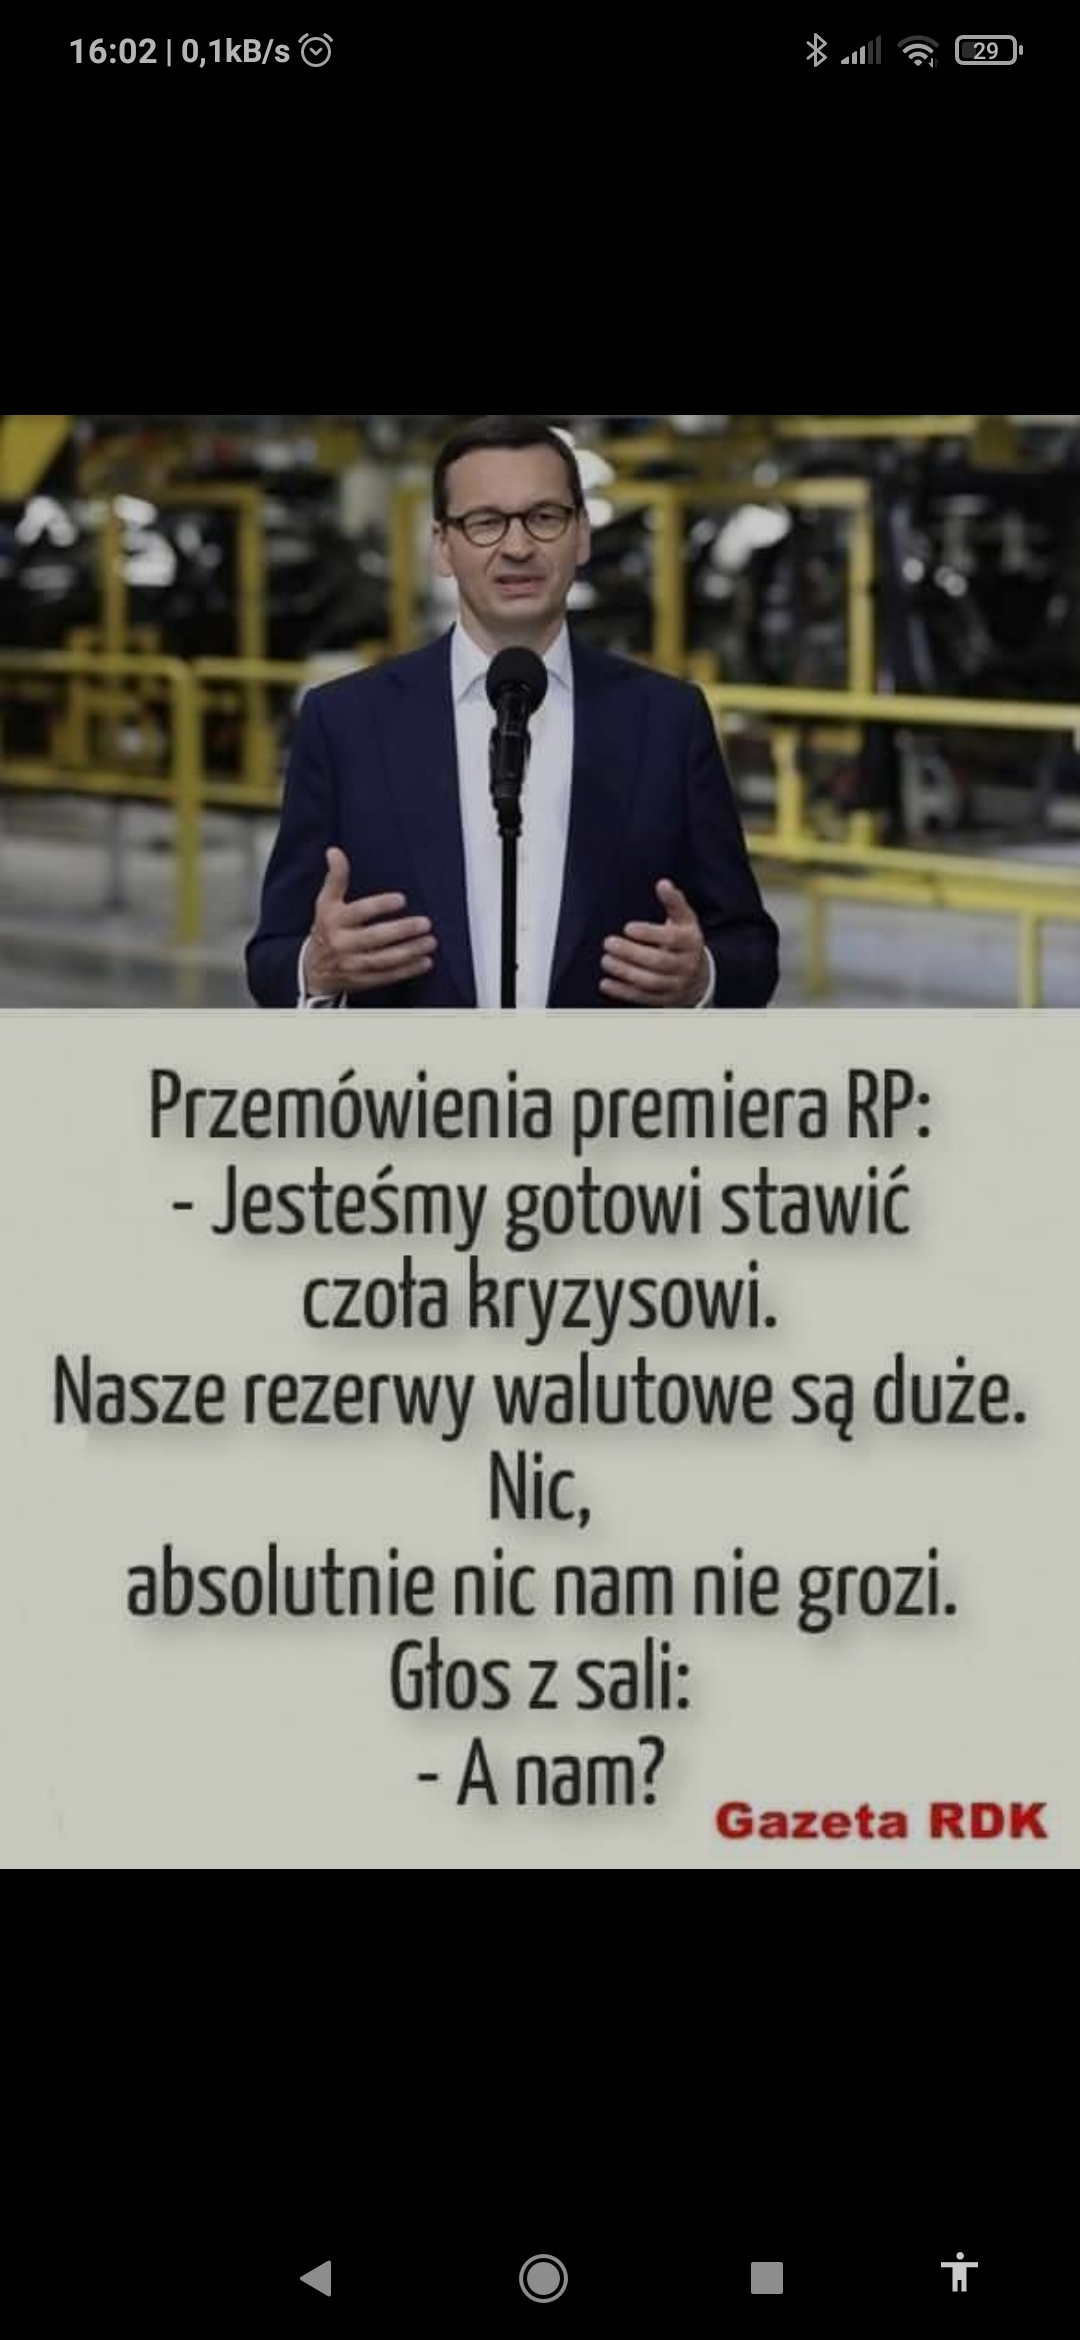 16:02 | 0,1kB/s
29
Przemówienia premiera RP:
- Jesteśmy gotowi stawić
czoła kryzysowi.
Nasze rezerwy walutowe są duże.
Nic,
absolutnie nic nam nie grozi.
Głos z sali:
- A nam?
Gazeta RDK